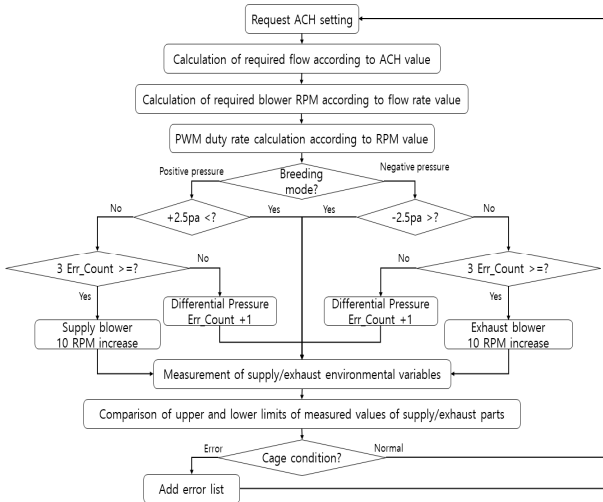 Request ACH setting
Calculation of required flow according to ACH value
Calculation of required blower RPM according to flow rate value
PWM duty rate calculation according to RPM value
Positive pressure
Breeding
mode?
Negative pressure
No
+2.5pa <?
Yes
Yes
-2.5pa >?
No
3 Err_Count >=?
No
No
3 Err_Count >=?
Yes
Differential Pressure
Err_Count +1
Differential Pressure
Err_Count +1
Yes
Supply blower
10 RPM increase
Exhaust blower
10 RPM increase
Measurement of supply/exhaust environmental variables
Comparison of upper and lower limits of measured values of supply/exhaust parts
Error
Cage condition?
Normal
Add error list